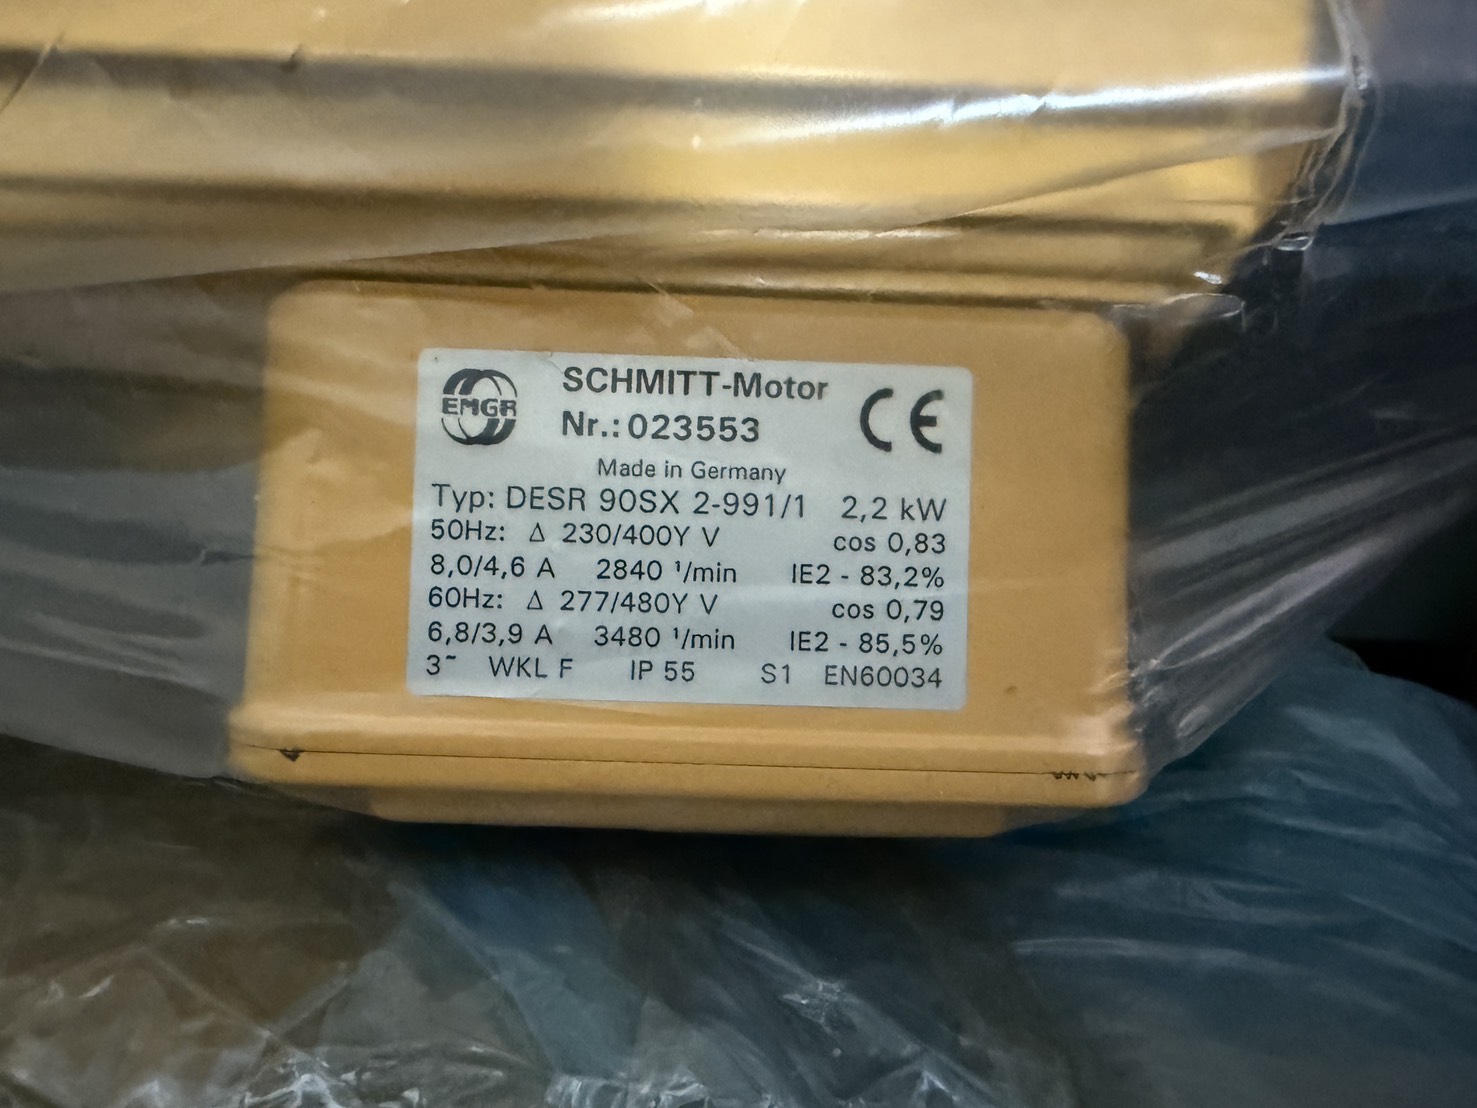 EMGR
SCHMITT-Motor
Nr.: 023553
CE
Made in Germany
Typ: DESR 90SX 2-991/1 2,2 kW
50Hz: Δ 230/400Y V cos 0,83
8,0/4,6 A 2840 ¹/min IE2 - 83,2%
60Hz: Δ 277/480Y V cos 0,79
6,8/3,9 A 3480 ¹/min IE2 - 85,5%
3~ WKL F IP 55 S1 EN60034